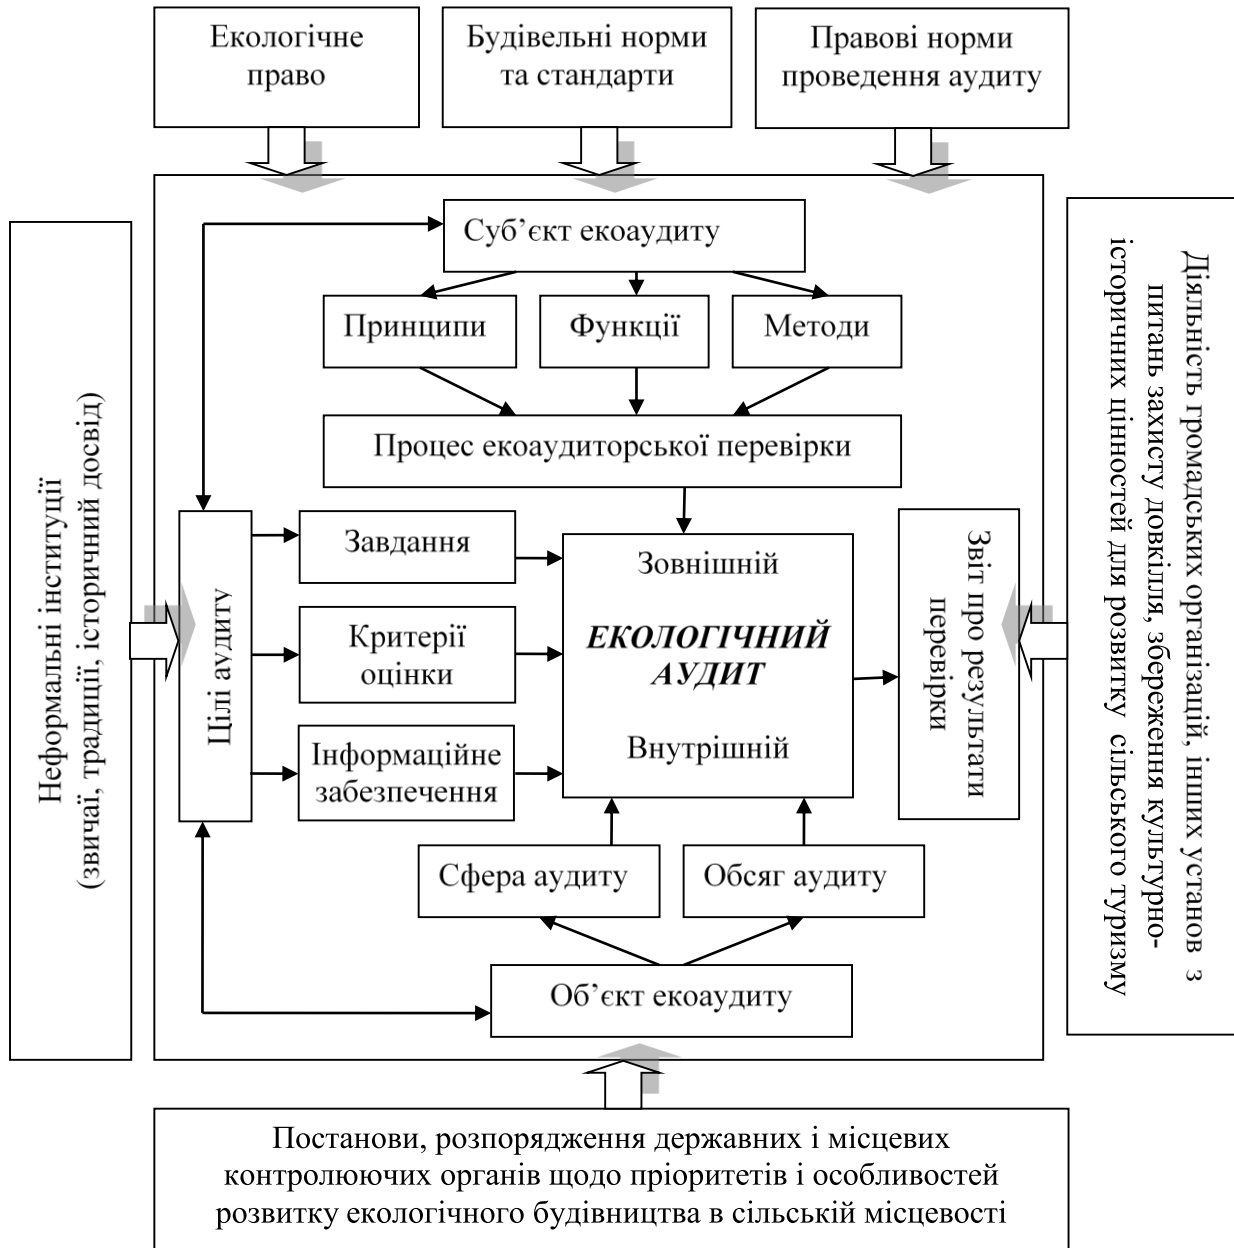 Екологічне
право
Будівельні норми
та стандарти
Правові норми
проведення аудиту
Суб’єкт екоаудиту
Принципи
Функції
Методи
Процес екоаудиторської перевірки
Неформальні інституції
(звичаї, традиції, історичний досвід)
Цілі аудиту
Завдання
Критерії
оцінки
Інформаційне
забезпечення
Зовнішній
ЕКОЛОГІЧНИЙ
АУДИТ
Внутрішній
Звіт про результати
перевірки
Діяльність громадських організацій, інших установ з
питань захисту довкілля, збереження культурно-
історичних цінностей для розвитку сільського туризму
Сфера аудиту
Обсяг аудиту
Об’єкт екоаудиту
Постанови, розпорядження державних і місцевих
контролюючих органів щодо пріоритетів і особливостей
розвитку екологічного будівництва в сільській місцевості